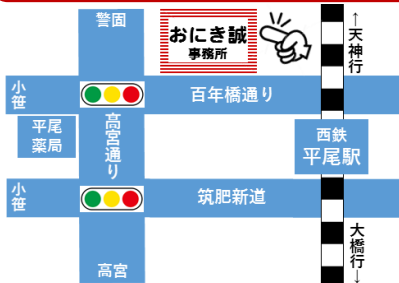 警固
おにき誠
事務所
↑天神行
小笹
百年橋通り
平尾
薬局
高宮通り
西鉄
平尾駅
小笹
筑肥新道
高宮
大橋行↓